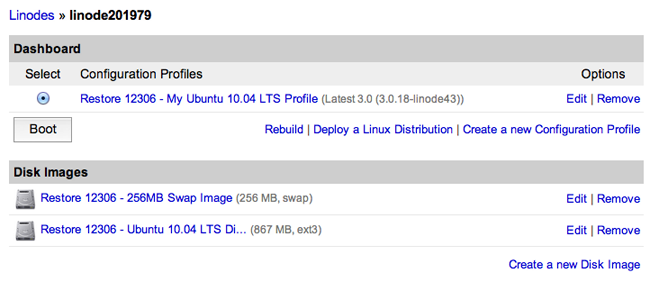 Linodes » linode201979
Dashboard
Select Configuration Profiles Options
Restore 12306 - My Ubuntu 10.04 LTS Profile (Latest 3.0 (3.0.18-linode43)) Edit | Remove
Boot Rebuild | Deploy a Linux Distribution | Create a new Configuration Profile
Disk Images
Restore 12306 - 256MB Swap Image (256 MB, swap) Edit | Remove
Restore 12306 - Ubuntu 10.04 LTS Di... (867 MB, ext3) Edit | Remove
Create a new Disk Image